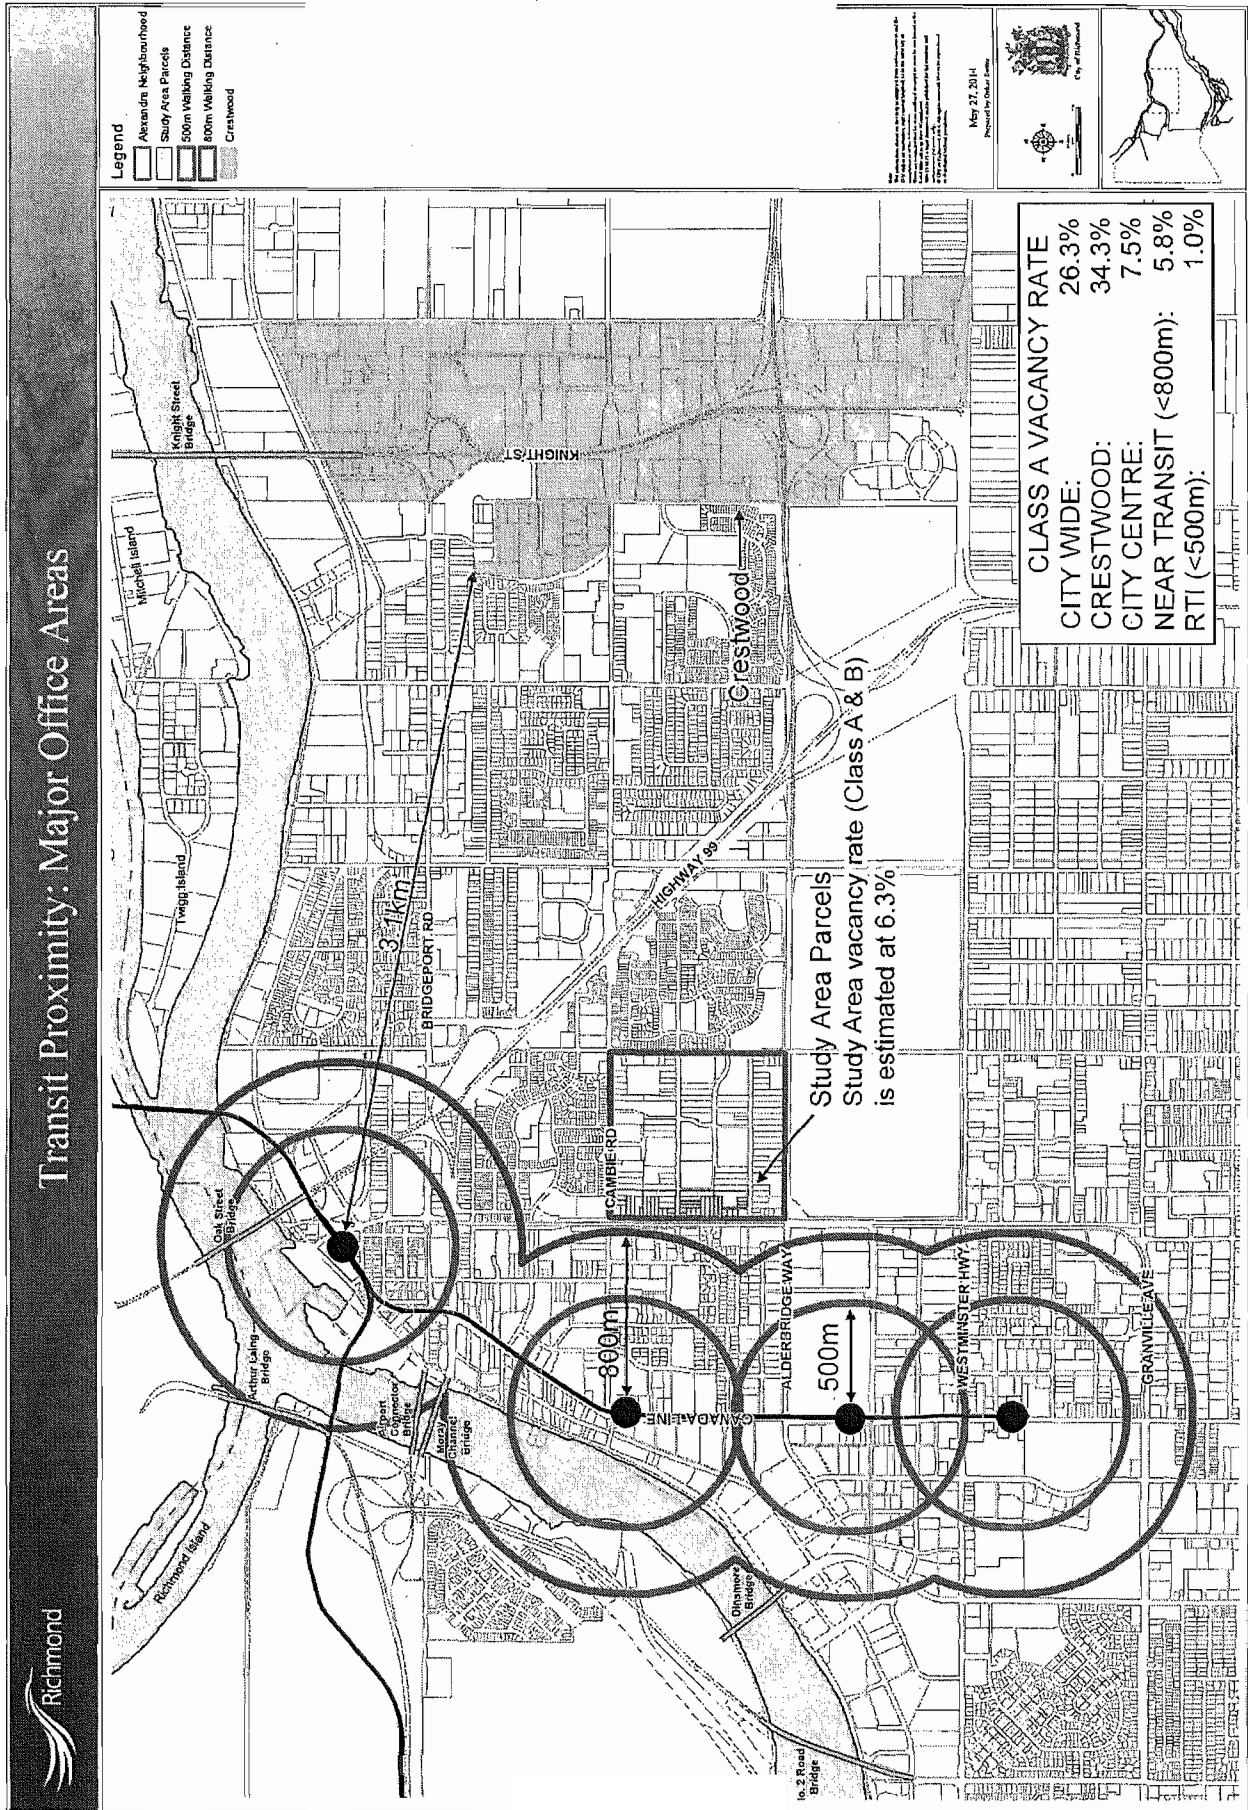 Richmond
Transit Proximity: Major Office Areas
Legend
Alexandra Neighbourhood
Study Area Parcels
500m Walking Distance
800m Walking Distance
Crestwood
May 27, 2014
City of Richmond
Richmond Island
Twigg Island
Mitchell Island
Knight Street
Bridge
Oak Street
Bridge
Arthur Laing
Bridge
Airport
Connector
Bridge
Moray
Channel
Bridge
Dinsmore
Bridge
No. 2 Road
Bridge
3.1km
BRIDGEPORT RD
KNIGHT ST
CAMBIE RD
HIGHWAY 99
800m
CANADA LINE
500m
ALDERBRIDGE WAY
WESTMINSTER HWY.
GRANVILLE AVE
Crestwood
Study Area Parcels
Study Area vacancy rate (Class A & B)
is estimated at 6.3%
CLASS A VACANCY RATE
CITY WIDE: 26.3%
CRESTWOOD: 34.3%
CITY CENTRE: 7.5%
NEAR TRANSIT (<800m): 5.8%
RTI (<500m): 1.0%